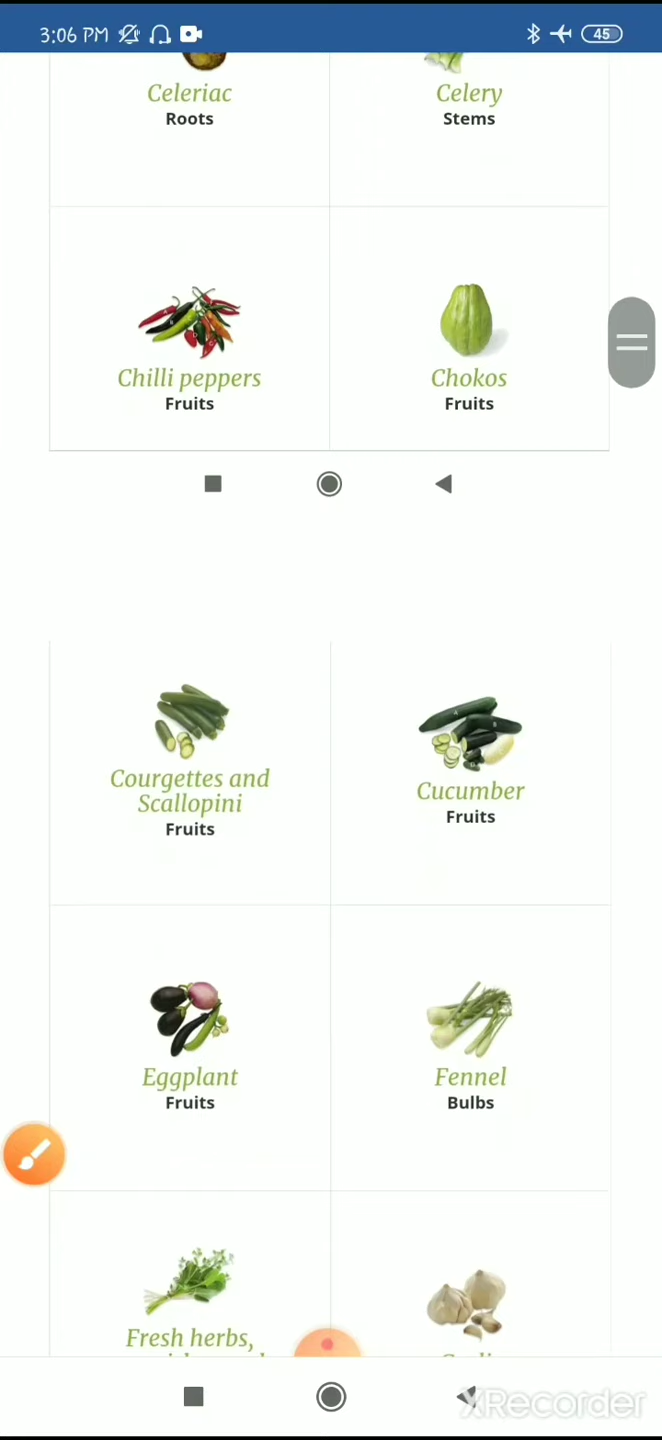 3:06 PM
45
Celeriac
Roots
Celery
Stems
Chilli peppers
Fruits
Chokos
Fruits
Courgettes and
Scallopini
Fruits
Cucumber
Fruits
Eggplant
Fruits
Fennel
Bulbs
Fresh herbs,
XRecorder